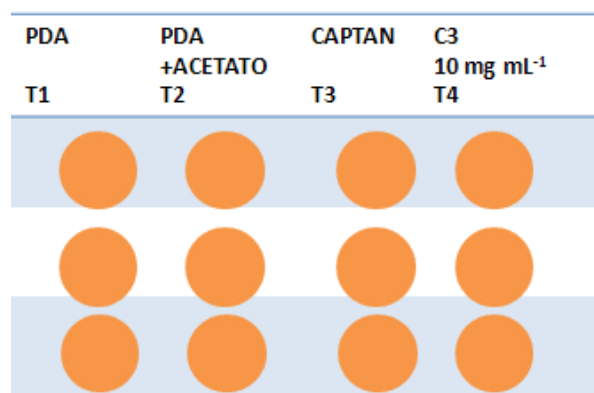 PDA PDA CAPTAN C3
+ACETATO 10 mg mL⁻¹
T1 T2 T3 T4